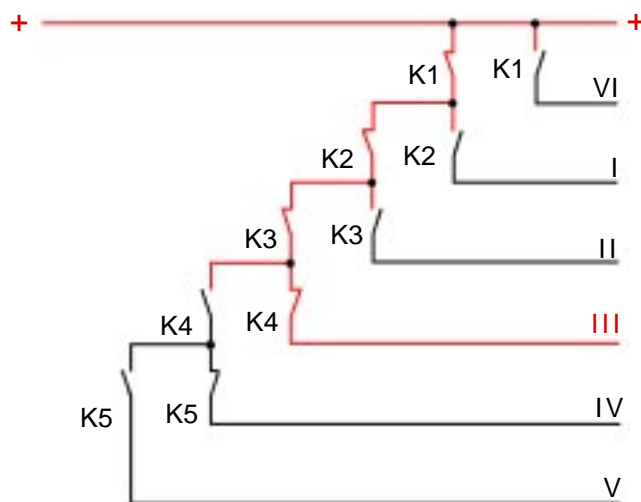 + +
K1 K1 VI
K2 K2 I
K3 K3 II
K4 K4 III
K5 K5 IV
V